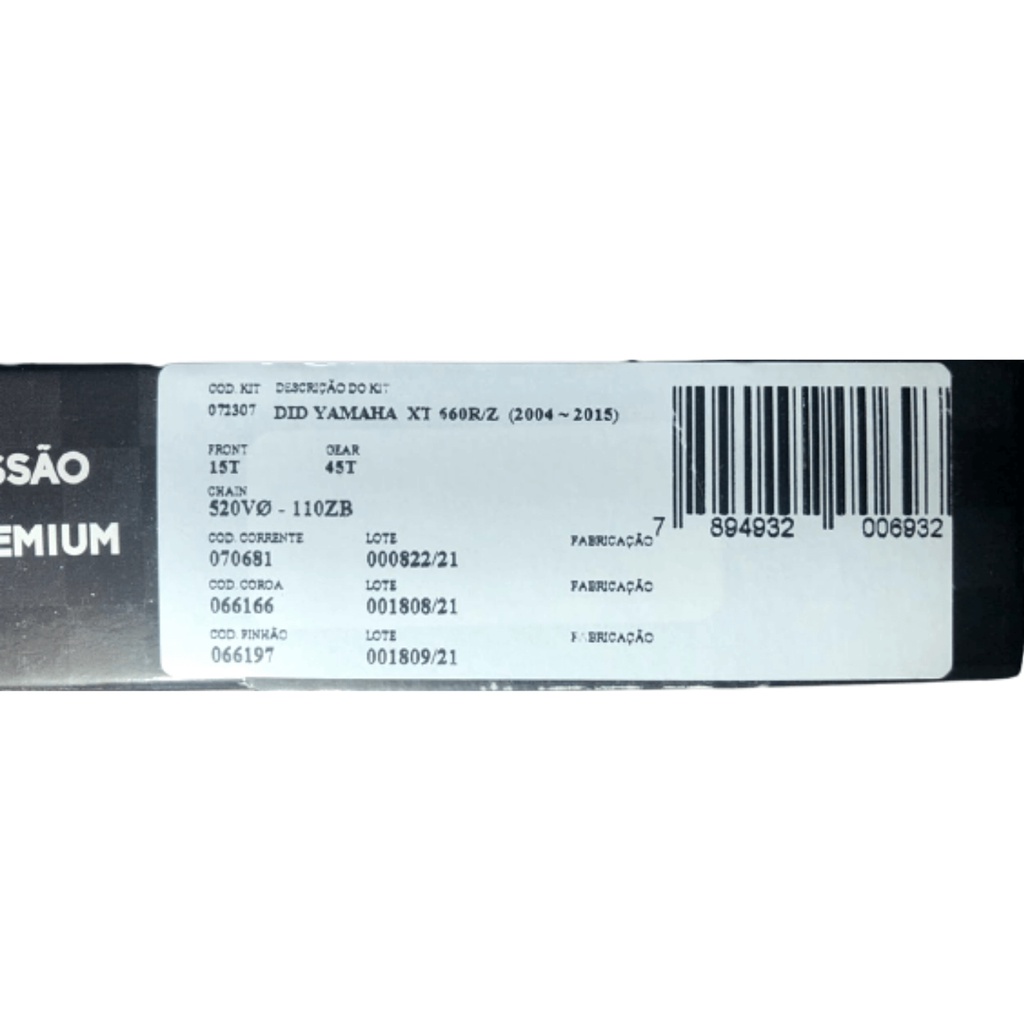 SSÃO
EMIUM
COD. KIT DESCRIÇÃO DO KIT
072307 DID YAMAHA XT 660R/Z (2004 ~ 2015)
FRONT GEAR
15T 45T
CHAIN
520VØ - 110ZB
COD. CORRENTE LOTE FABRICAÇÃO
070681 000822/21
COD. COROA LOTE FABRICAÇÃO
066166 001808/21
COD. PINHÃO LOTE FABRICAÇÃO
066197 001809/21
7 894932 006932